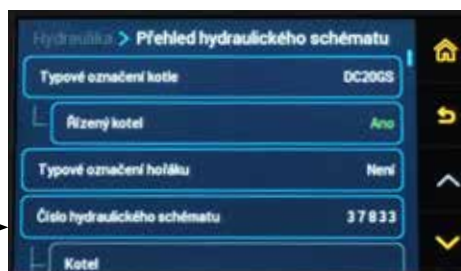 Hydraulika > Přehled hydraulického schématu
Typové označení kotle DC20GS
Řízený kotel Ano
Typové označení hořáku Není
Číslo hydraulického schématu 37833
Kotel